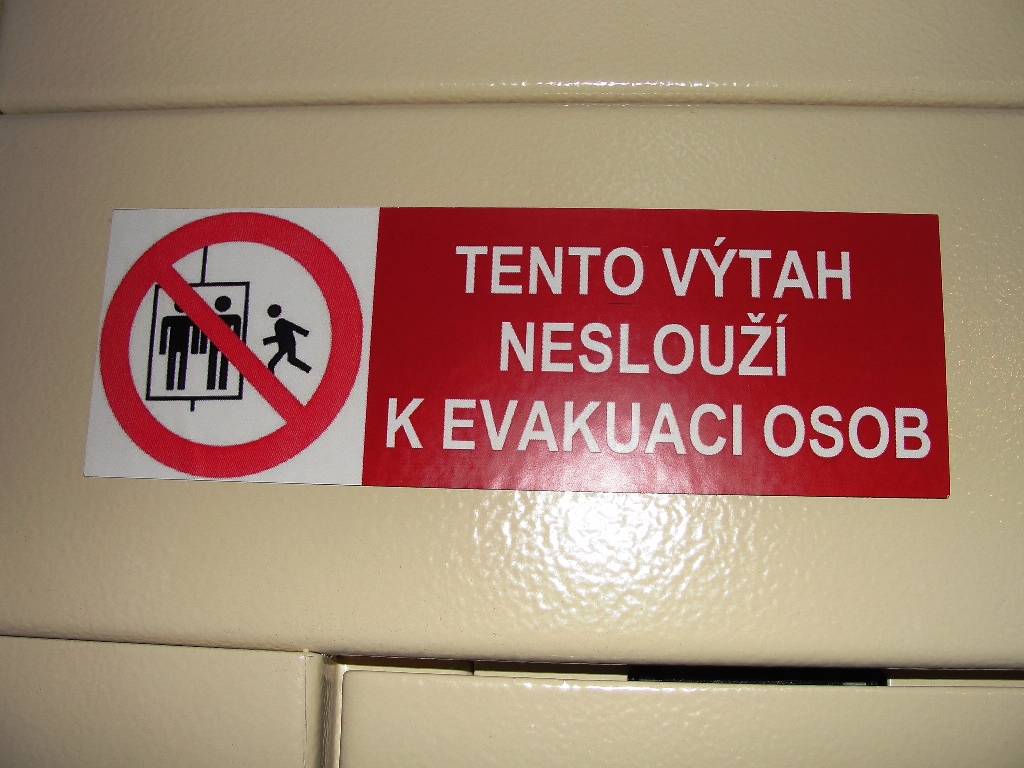 TENTO VÝTAH
NESLOUŽÍ
K EVAKUACI OSOB